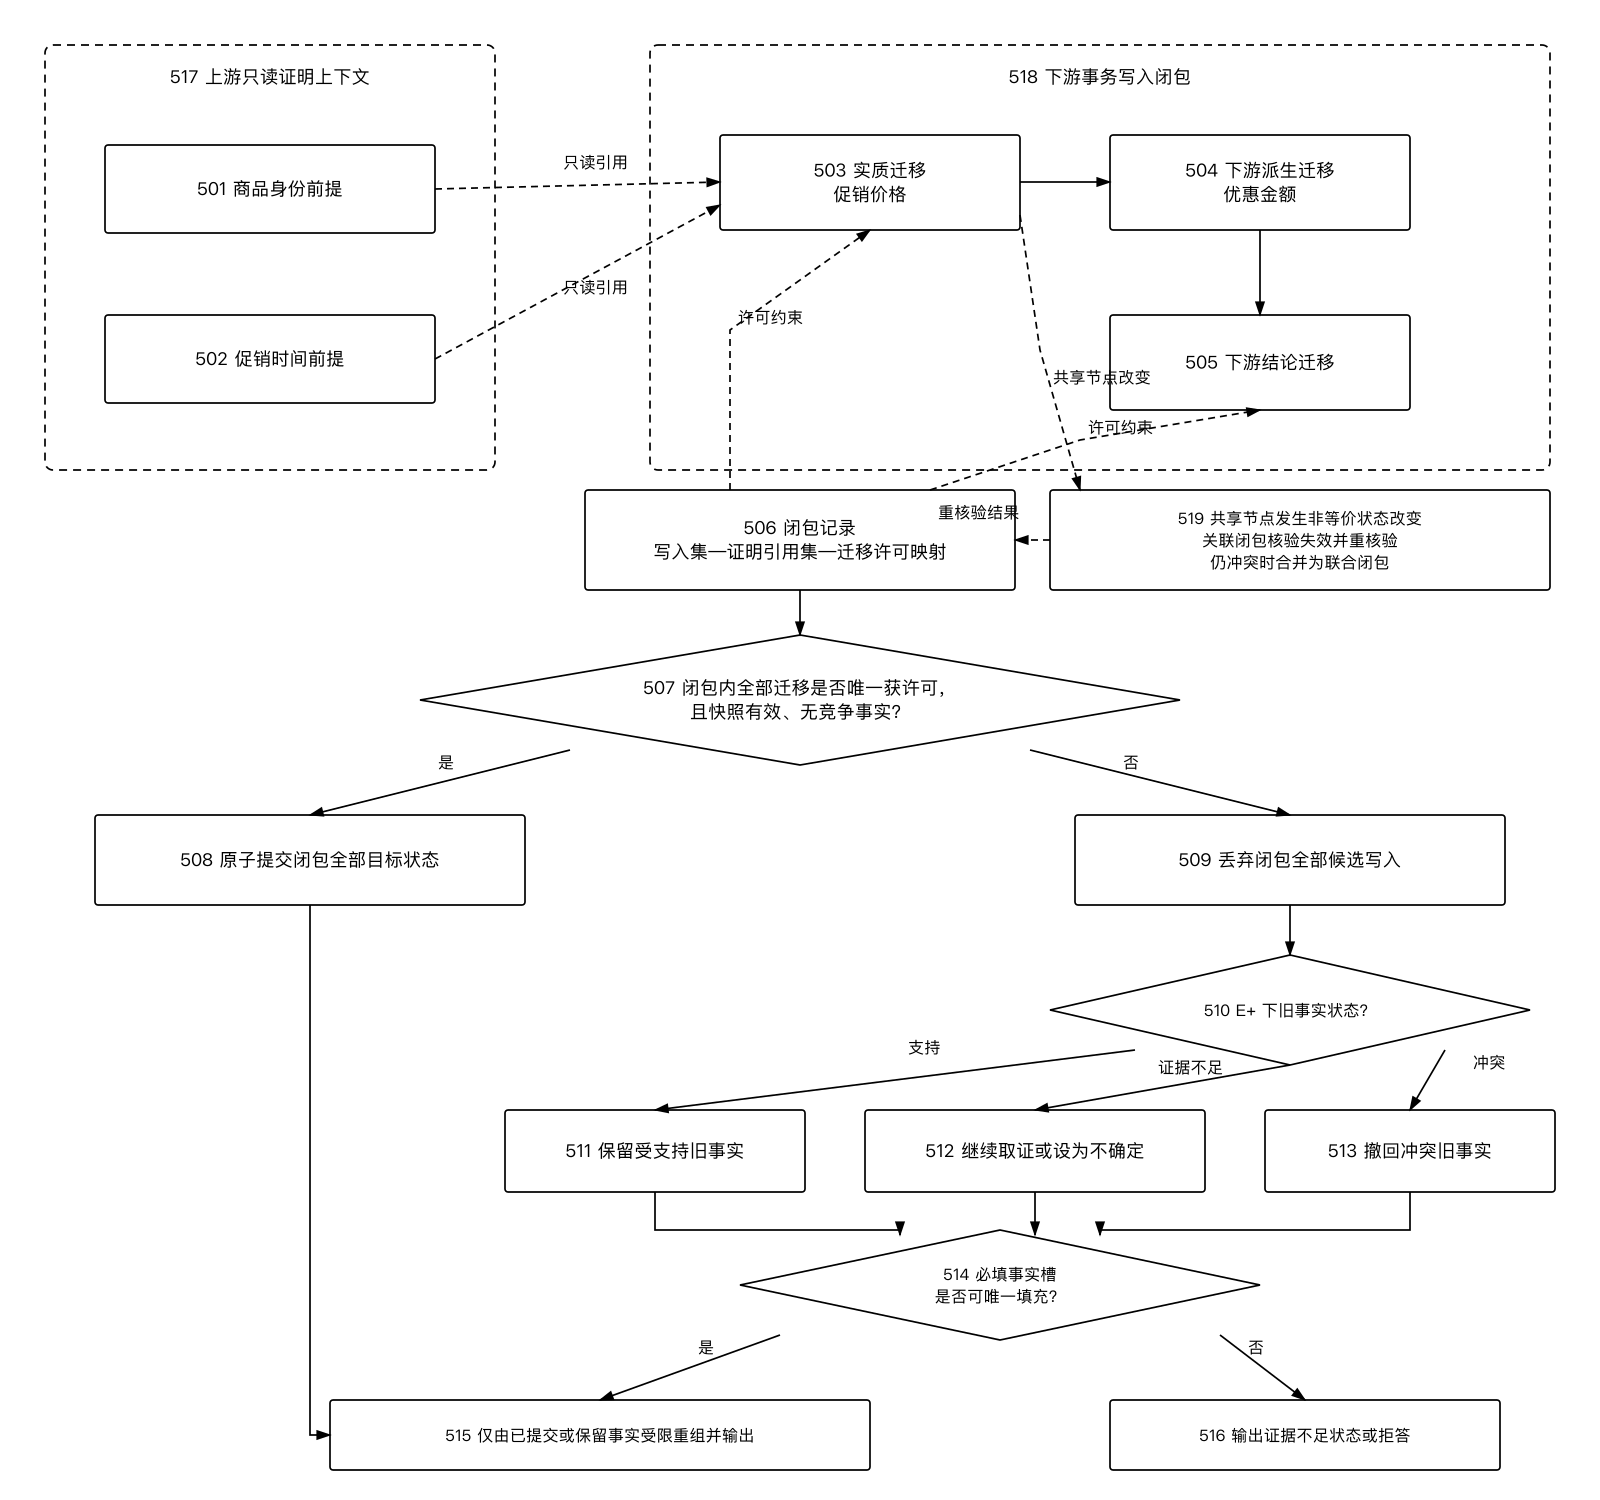 517 上游只读证明上下文
518 下游事务写入闭包
501 商品身份前提
只读引用
503 实质迁移
促销价格
504 下游派生迁移
优惠金额
只读引用
许可约束
502 促销时间前提
505 下游结论迁移
共享节点改变
许可约束
506 闭包记录
写入集—证明引用集—迁移许可映射
重核验结果
519 共享节点发生非等价状态改变
关联闭包核验失效并重核验
仍冲突时合并为联合闭包
507 闭包内全部迁移是否唯一获许可，
且快照有效、无竞争事实?
是
否
508 原子提交闭包全部目标状态
509 丢弃闭包全部候选写入
510 E+ 下旧事实状态?
支持
证据不足
冲突
511 保留受支持旧事实
512 继续取证或设为不确定
513 撤回冲突旧事实
514 必填事实槽
是否可唯一填充?
是
否
515 仅由已提交或保留事实受限重组并输出
516 输出证据不足状态或拒答